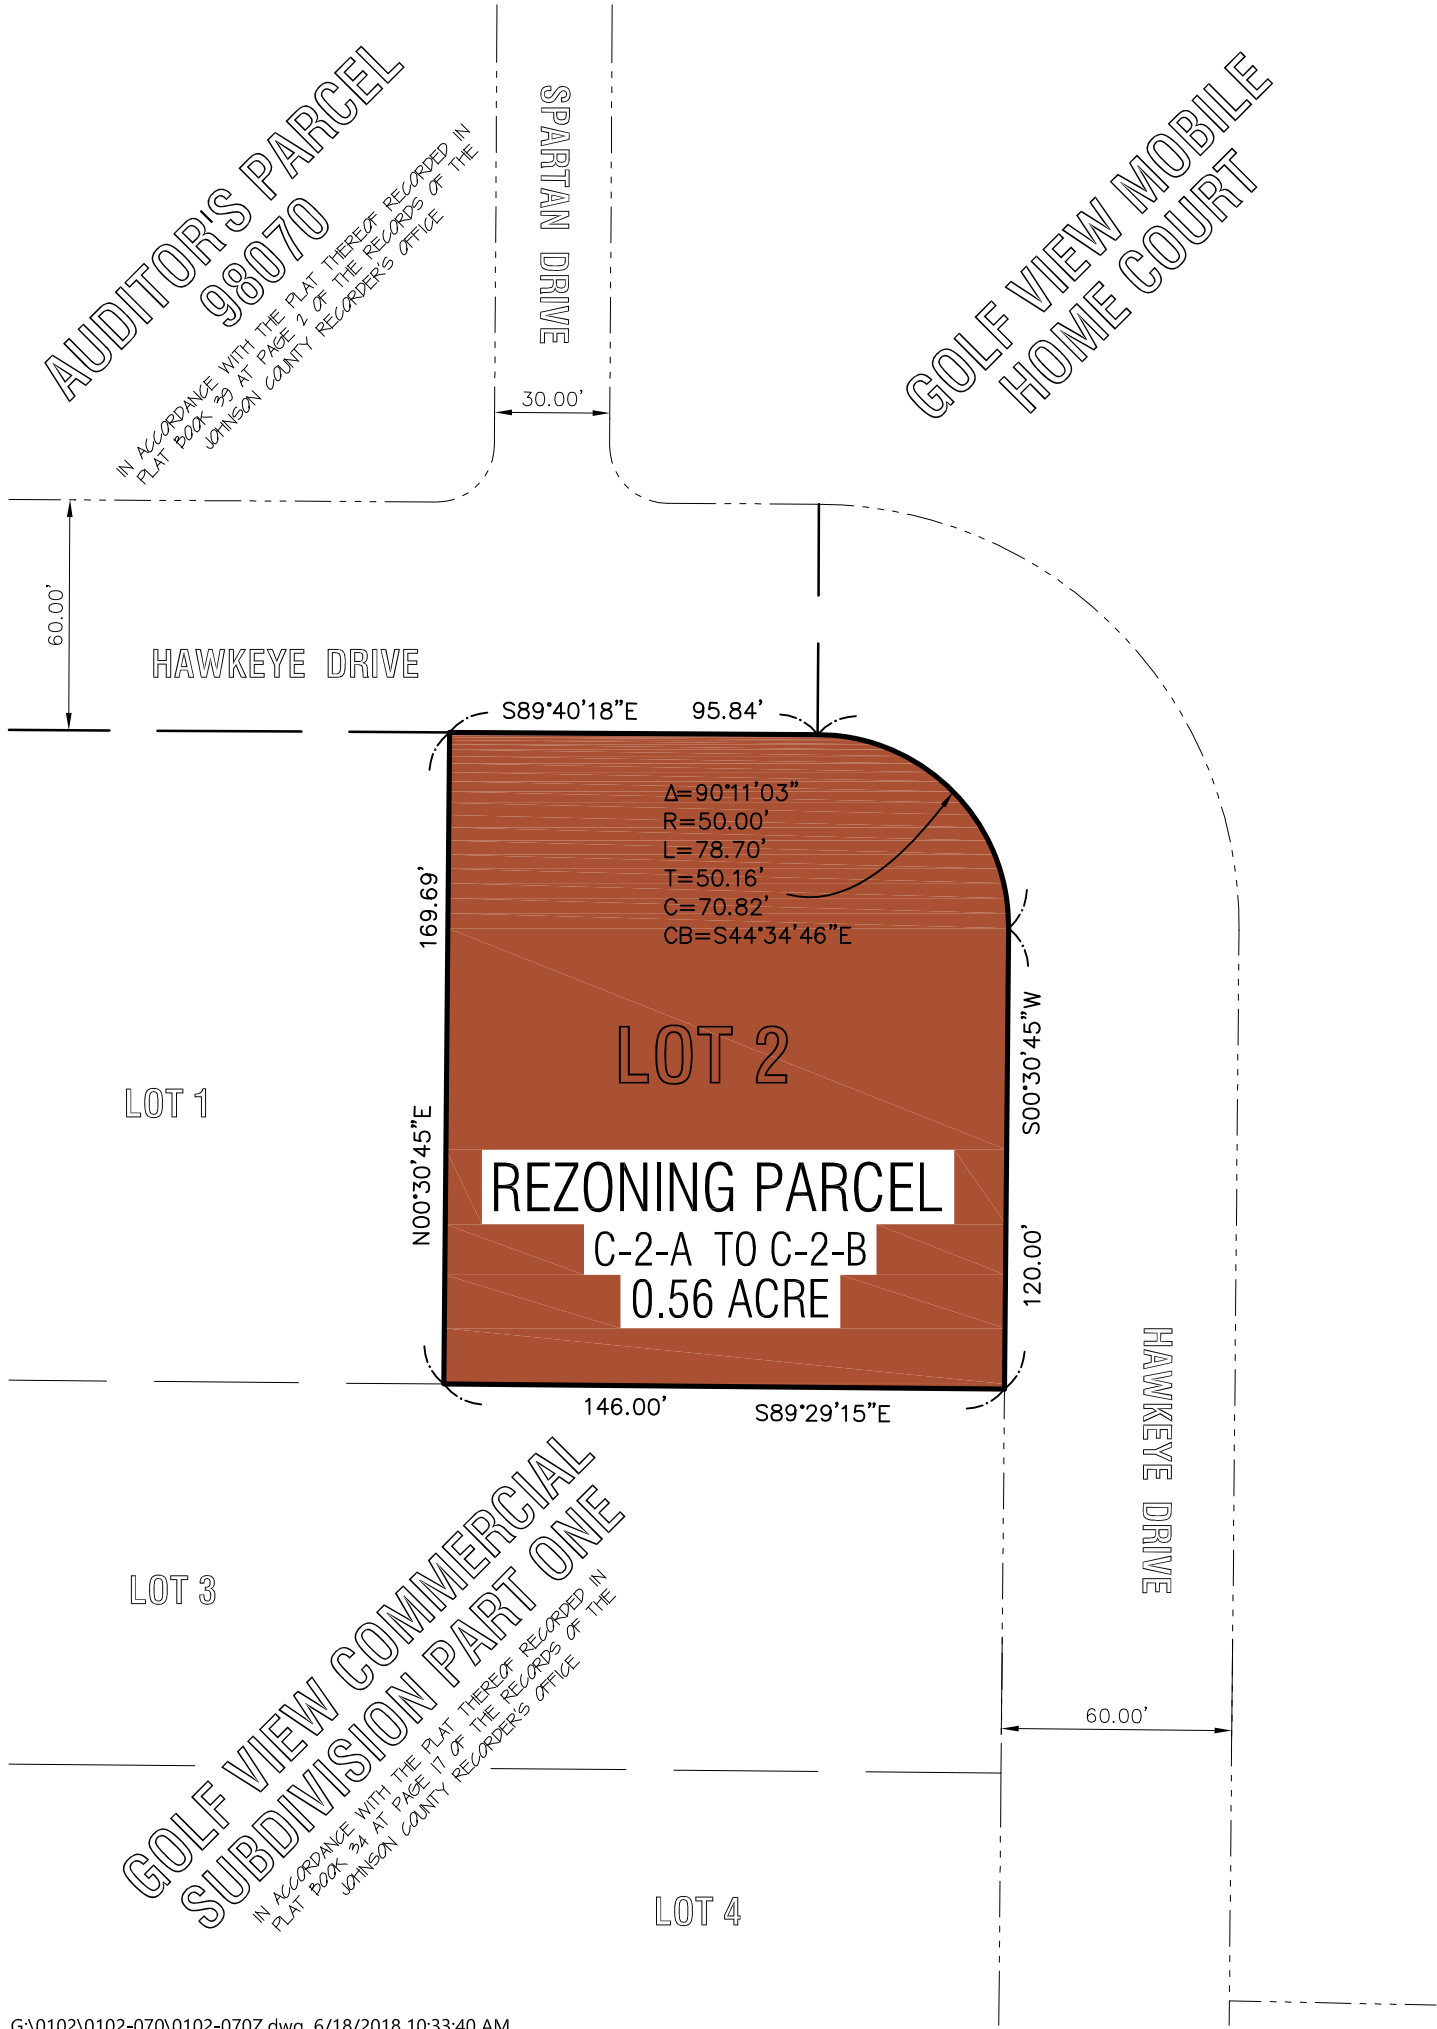 AUDITOR'S PARCEL
98070
IN ACCORDANCE WITH THE PLAT THEREOF RECORDED IN
PLAT BOOK 39 AT PAGE 2 OF THE RECORDS OF THE
JOHNSON COUNTY RECORDER'S OFFICE
SPARTAN DRIVE
GOLF VIEW MOBILE
HOME COURT
30.00'
60.00'
HAWKEYE DRIVE
S89°40'18"E 95.84'
Δ=90°11'03"
R=50.00'
L=78.70'
T=50.16'
C=70.82'
CB=S44°34'46"E
169.69'
N00°30'45"E
S00°30'45"W
120.00'
LOT 2
LOT 1
REZONING PARCEL
C-2-A TO C-2-B
0.56 ACRE
146.00' S89°29'15"E
HAWKEYE DRIVE
GOLF VIEW COMMERCIAL
SUBDIVISION PART ONE
IN ACCORDANCE WITH THE PLAT THEREOF RECORDED IN
PLAT BOOK 34 AT PAGE 17 OF THE RECORDS OF THE
JOHNSON COUNTY RECORDER'S OFFICE
LOT 3
60.00'
LOT 4
G:\0102\0102-070\0102-070Z.dwg, 6/18/2018 10:33:40 AM